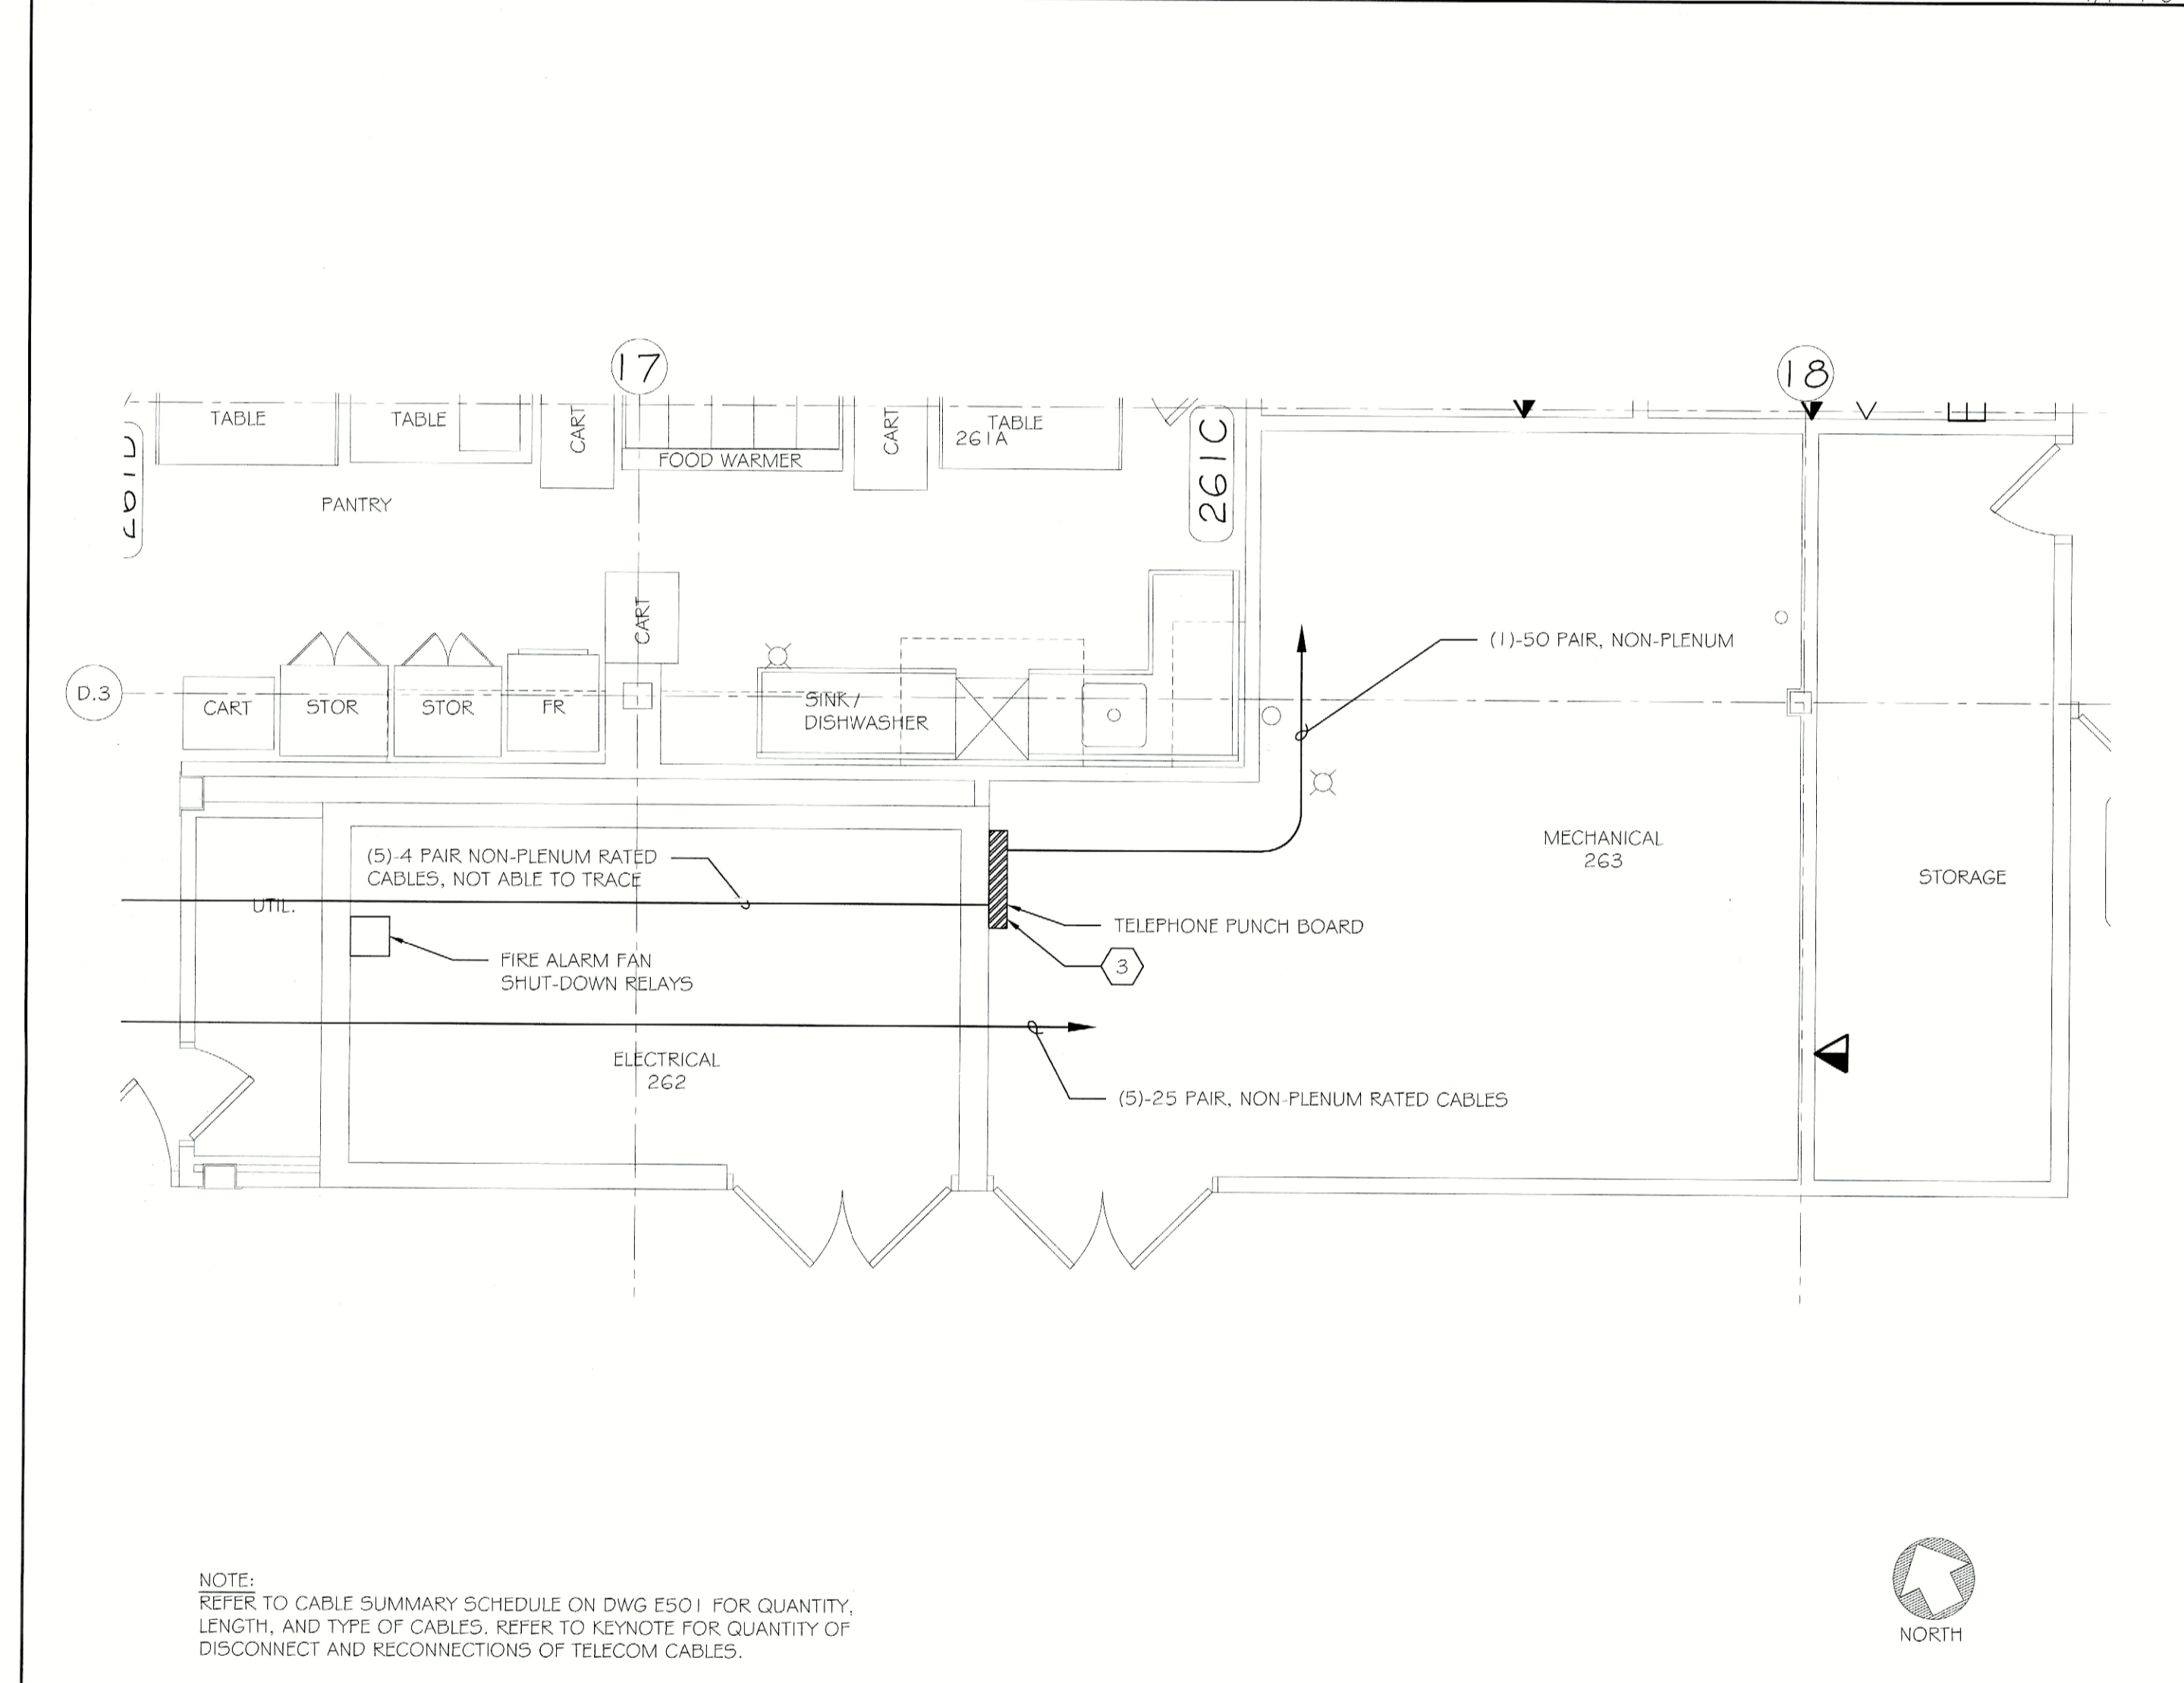 17
18
TABLE
TABLE
CART
CART
TABLE
261A
FOOD WARMER
261C
PANTRY
CART
(1)-50 PAIR, NON-PLENUM
D.3
CART
STOR
STOR
FR
SINK/
DISHWASHER
MECHANICAL
263
STORAGE
(5)-4 PAIR NON-PLENUM RATED
CABLES, NOT ABLE TO TRACE
UTIL.
TELEPHONE PUNCH BOARD
3
FIRE ALARM FAN
SHUT-DOWN RELAYS
ELECTRICAL
262
(5)-25 PAIR, NON-PLENUM RATED CABLES
NOTE:
REFER TO CABLE SUMMARY SCHEDULE ON DWG E501 FOR QUANTITY,
LENGTH, AND TYPE OF CABLES. REFER TO KEYNOTE FOR QUANTITY OF
DISCONNECT AND RECONNECTIONS OF TELECOM CABLES.
NORTH